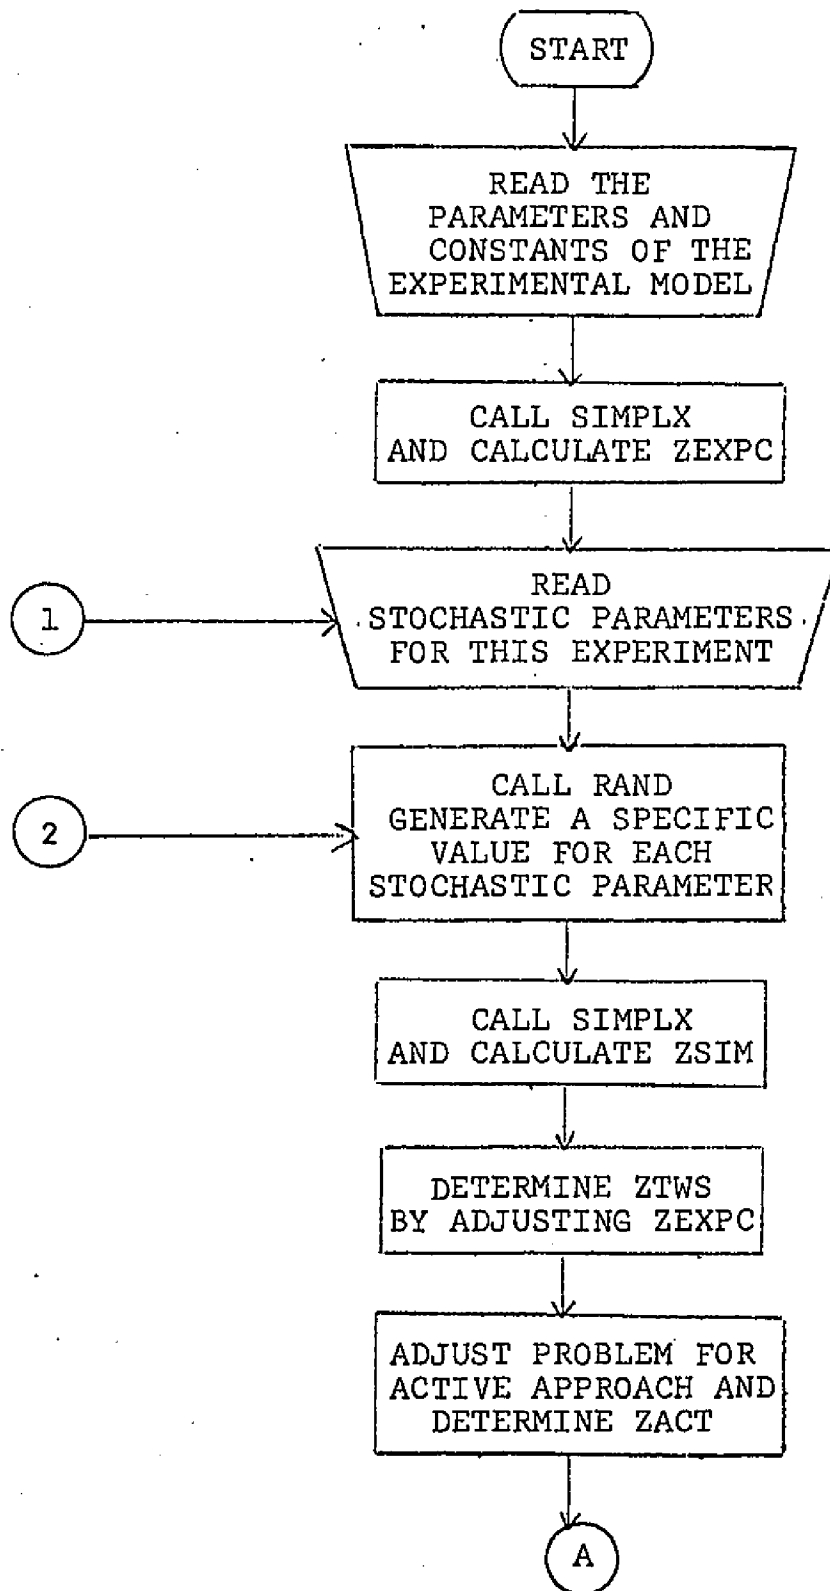 START
READ THE
PARAMETERS AND
CONSTANTS OF THE
EXPERIMENTAL MODEL
CALL SIMPLX
AND CALCULATE ZEXPC
1
READ
STOCHASTIC PARAMETERS
FOR THIS EXPERIMENT
2
CALL RAND
GENERATE A SPECIFIC
VALUE FOR EACH
STOCHASTIC PARAMETER
CALL SIMPLX
AND CALCULATE ZSIM
DETERMINE ZTWS
BY ADJUSTING ZEXPC
ADJUST PROBLEM FOR
ACTIVE APPROACH AND
DETERMINE ZACT
A